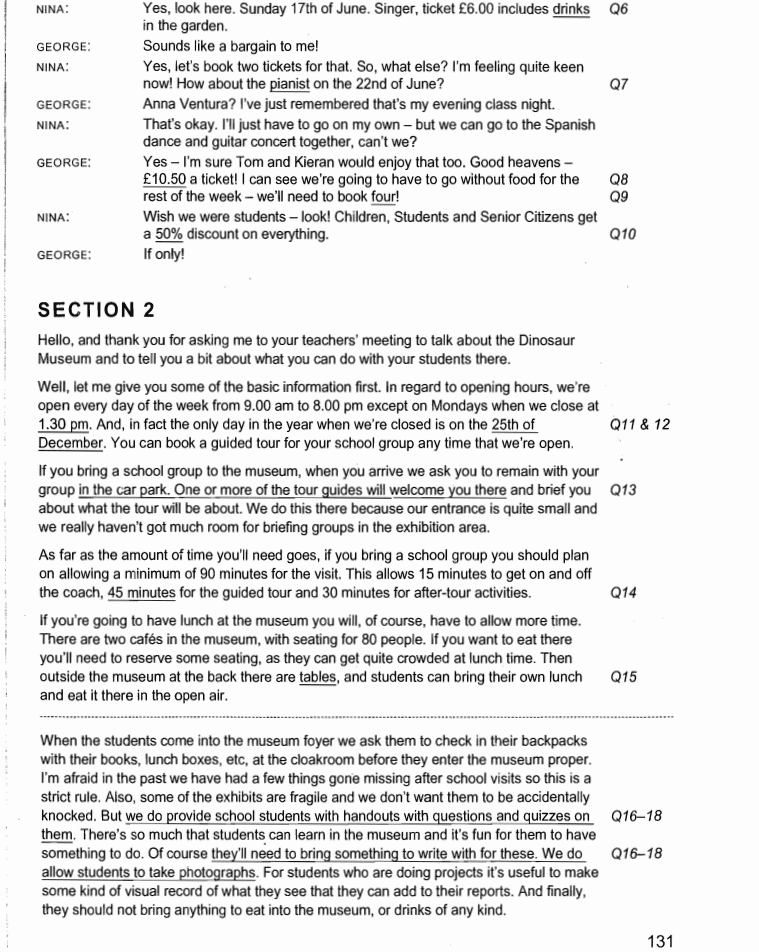 NINA: Yes, look here. Sunday 17th of June. Singer, ticket £6.00 includes drinks Q6
in the garden.
GEORGE: Sounds like a bargain to me!
NINA: Yes, let's book two tickets for that. So, what else? I'm feeling quite keen
now! How about the pianist on the 22nd of June? Q7
GEORGE: Anna Ventura? I've just remembered that's my evening class night.
NINA: That's okay. I'll just have to go on my own – but we can go to the Spanish
dance and guitar concert together, can't we?
GEORGE: Yes – I'm sure Tom and Kieran would enjoy that too. Good heavens –
£10.50 a ticket! I can see we're going to have to go without food for the Q8
rest of the week – we'll need to book four! Q9
NINA: Wish we were students – look! Children, Students and Senior Citizens get
a 50% discount on everything. Q10
GEORGE: If only!
SECTION 2
Hello, and thank you for asking me to your teachers' meeting to talk about the Dinosaur
Museum and to tell you a bit about what you can do with your students there.
Well, let me give you some of the basic information first. In regard to opening hours, we're
open every day of the week from 9.00 am to 8.00 pm except on Mondays when we close at
1.30 pm. And, in fact the only day in the year when we're closed is on the 25th of Q11 & 12
December. You can book a guided tour for your school group any time that we're open.
If you bring a school group to the museum, when you arrive we ask you to remain with your
group in the car park. One or more of the tour guides will welcome you there and brief you Q13
about what the tour will be about. We do this there because our entrance is quite small and
we really haven't got much room for briefing groups in the exhibition area.
As far as the amount of time you'll need goes, if you bring a school group you should plan
on allowing a minimum of 90 minutes for the visit. This allows 15 minutes to get on and off
the coach, 45 minutes for the guided tour and 30 minutes for after-tour activities. Q14
If you're going to have lunch at the museum you will, of course, have to allow more time.
There are two cafés in the museum, with seating for 80 people. If you want to eat there
you'll need to reserve some seating, as they can get quite crowded at lunch time. Then
outside the museum at the back there are tables, and students can bring their own lunch Q15
and eat it there in the open air.
When the students come into the museum foyer we ask them to check in their backpacks
with their books, lunch boxes, etc, at the cloakroom before they enter the museum proper.
I'm afraid in the past we have had a few things gone missing after school visits so this is a
strict rule. Also, some of the exhibits are fragile and we don't want them to be accidentally
knocked. But we do provide school students with handouts with questions and quizzes on Q16–18
them. There's so much that students can learn in the museum and it's fun for them to have
something to do. Of course they'll need to bring something to write with for these. We do Q16–18
allow students to take photographs. For students who are doing projects it's useful to make
some kind of visual record of what they see that they can add to their reports. And finally,
they should not bring anything to eat into the museum, or drinks of any kind.
131